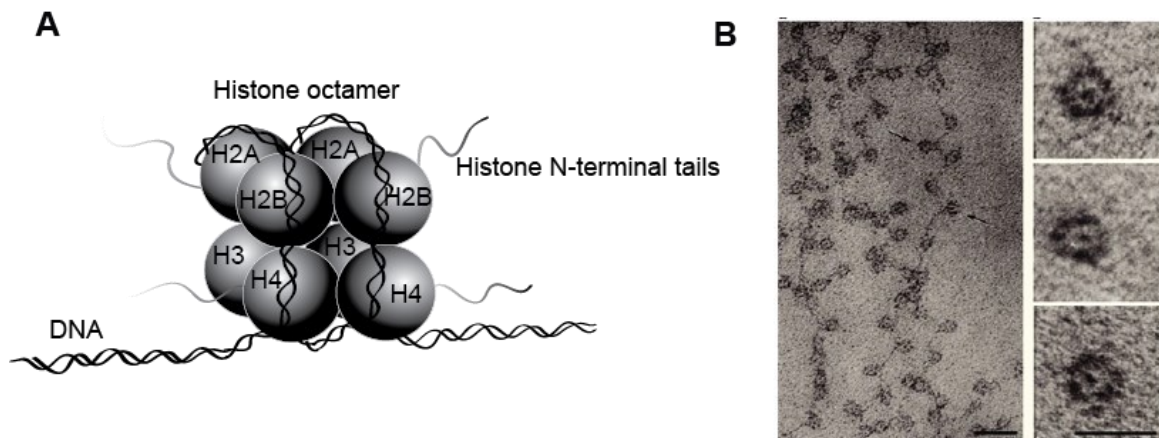 A
B
Histone octamer
H2A
H2A
Histone N-terminal tails
H2B
H2B
H3
H3
H4
H4
DNA